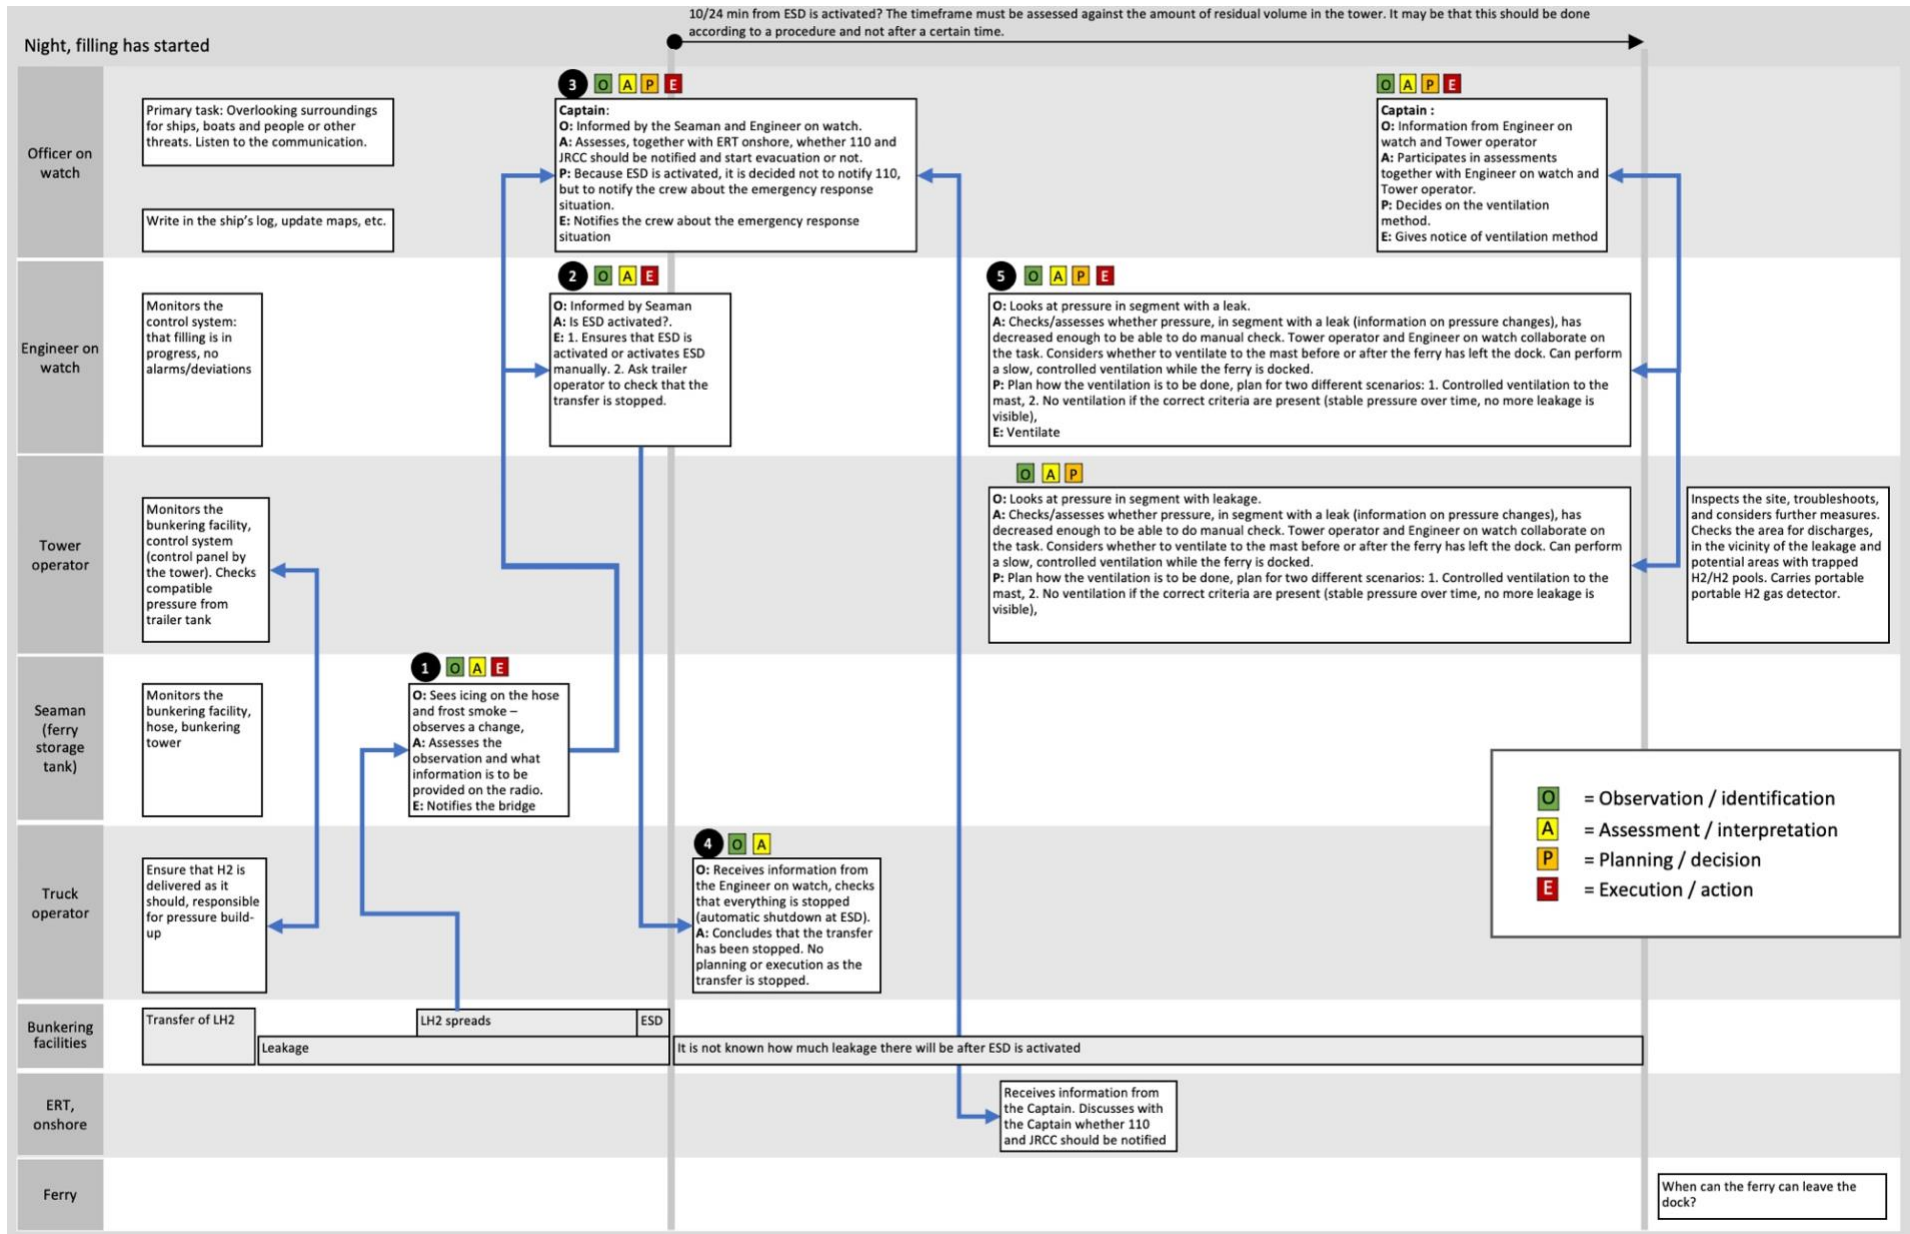 10/24 min from ESD is activated? The timeframe must be assessed against the amount of residual volume in the tower. It may be that this should be done
according to a procedure and not after a certain time.
Night, filling has started
Officer on
watch
Primary task: Overlooking surroundings
for ships, boats and people or other
threats. Listen to the communication.
Write in the ship's log, update maps, etc.
3 O A P E
Captain:
O: Informed by the Seaman and Engineer on watch.
A: Assesses, together with ERT onshore, whether 110 and
JRCC should be notified and start evacuation or not.
P: Because ESD is activated, it is decided not to notify 110,
but to notify the crew about the emergency response
situation.
E: Notifies the crew about the emergency response
situation
O A P E
Captain :
O: Information from Engineer on
watch and Tower operator
A: Participates in assessments
together with Engineer on watch and
Tower operator.
P: Decides on the ventilation
method.
E: Gives notice of ventilation method
Engineer on
watch
Monitors the
control system:
that filling is in
progress, no
alarms/deviations
2 O A E
O: Informed by Seaman
A: Is ESD activated?.
E: 1. Ensures that ESD is
activated or activates ESD
manually. 2. Ask trailer
operator to check that the
transfer is stopped.
5 O A P E
O: Looks at pressure in segment with a leak.
A: Checks/assesses whether pressure, in segment with a leak (information on pressure changes), has
decreased enough to be able to do manual check. Tower operator and Engineer on watch collaborate on
the task. Considers whether to ventilate to the mast before or after the ferry has left the dock. Can perform
a slow, controlled ventilation while the ferry is docked.
P: Plan how the ventilation is to be done, plan for two different scenarios: 1. Controlled ventilation to the
mast, 2. No ventilation if the correct criteria are present (stable pressure over time, no more leakage is
visible),
E: Ventilate
Tower
operator
Monitors the
bunkering facility,
control system
(control panel by
the tower). Checks
compatible
pressure from
trailer tank
O A P
O: Looks at pressure in segment with leakage.
A: Checks/assesses whether pressure, in segment with a leak (information on pressure changes), has
decreased enough to be able to do manual check. Tower operator and Engineer on watch collaborate on
the task. Considers whether to ventilate to the mast before or after the ferry has left the dock. Can perform
a slow, controlled ventilation while the ferry is docked.
P: Plan how the ventilation is to be done, plan for two different scenarios: 1. Controlled ventilation to the
mast, 2. No ventilation if the correct criteria are present (stable pressure over time, no more leakage is
visible),
Inspects the site, troubleshoots,
and considers further measures.
Checks the area for discharges,
in the vicinity of the leakage and
potential areas with trapped
H2/H2 pools. Carries portable
portable H2 gas detector.
Seaman
(ferry
storage
tank)
Monitors the
bunkering facility,
hose, bunkering
tower
1 O A E
O: Sees icing on the hose
and frost smoke –
observes a change,
A: Assesses the
observation and what
information is to be
provided on the radio.
E: Notifies the bridge
O = Observation / identification
A = Assessment / interpretation
P = Planning / decision
E = Execution / action
Truck
operator
Ensure that H2 is
delivered as it
should, responsible
for pressure build-
up
4 O A
O: Receives information from
the Engineer on watch, checks
that everything is stopped
(automatic shutdown at ESD).
A: Concludes that the transfer
has been stopped. No
planning or execution as the
transfer is stopped.
Bunkering
facilities
Transfer of LH2
LH2 spreads
ESD
Leakage
It is not known how much leakage there will be after ESD is activated
ERT,
onshore
Receives information from
the Captain. Discusses with
the Captain whether 110
and JRCC should be notified
Ferry
When can the ferry can leave the
dock?